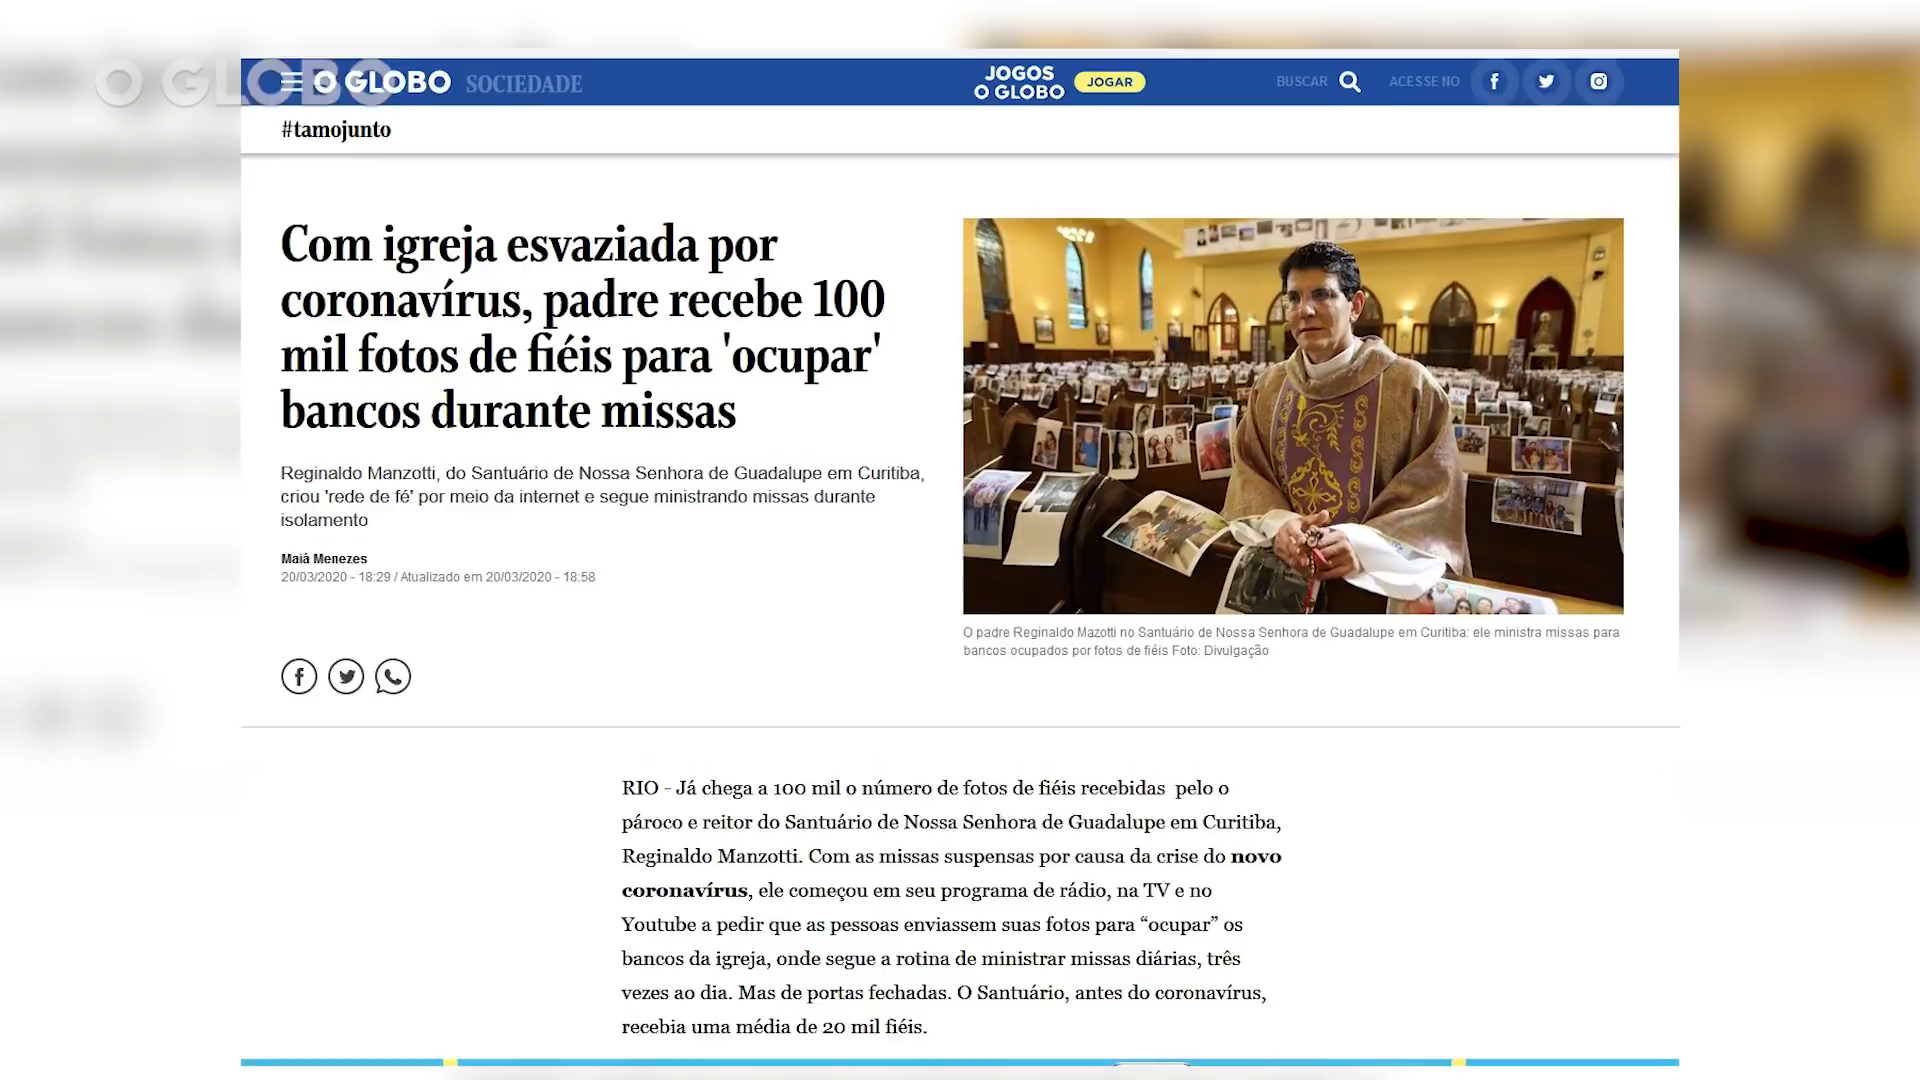 O GLOBO
O GLOBO SOCIEDADE
JOGOS
O GLOBO
JOGAR
BUSCAR
ACESSE NO
#tamojunto
Com igreja esvaziada por
coronavírus, padre recebe 100
mil fotos de fiéis para 'ocupar'
bancos durante missas
Reginaldo Manzotti, do Santuário de Nossa Senhora de Guadalupe em Curitiba,
criou 'rede de fé' por meio da internet e segue ministrando missas durante
isolamento
Maiá Menezes
20/03/2020 - 18:29 / Atualizado em 20/03/2020 - 18:58
O padre Reginaldo Mazotti no Santuário de Nossa Senhora de Guadalupe em Curitiba: ele ministra missas para
bancos ocupados por fotos de fiéis Foto: Divulgação
RIO - Já chega a 100 mil o número de fotos de fiéis recebidas pelo o
pároco e reitor do Santuário de Nossa Senhora de Guadalupe em Curitiba,
Reginaldo Manzotti. Com as missas suspensas por causa da crise do novo
coronavírus, ele começou em seu programa de rádio, na TV e no
Youtube a pedir que as pessoas enviassem suas fotos para “ocupar” os
bancos da igreja, onde segue a rotina de ministrar missas diárias, três
vezes ao dia. Mas de portas fechadas. O Santuário, antes do coronavírus,
recebia uma média de 20 mil fiéis.